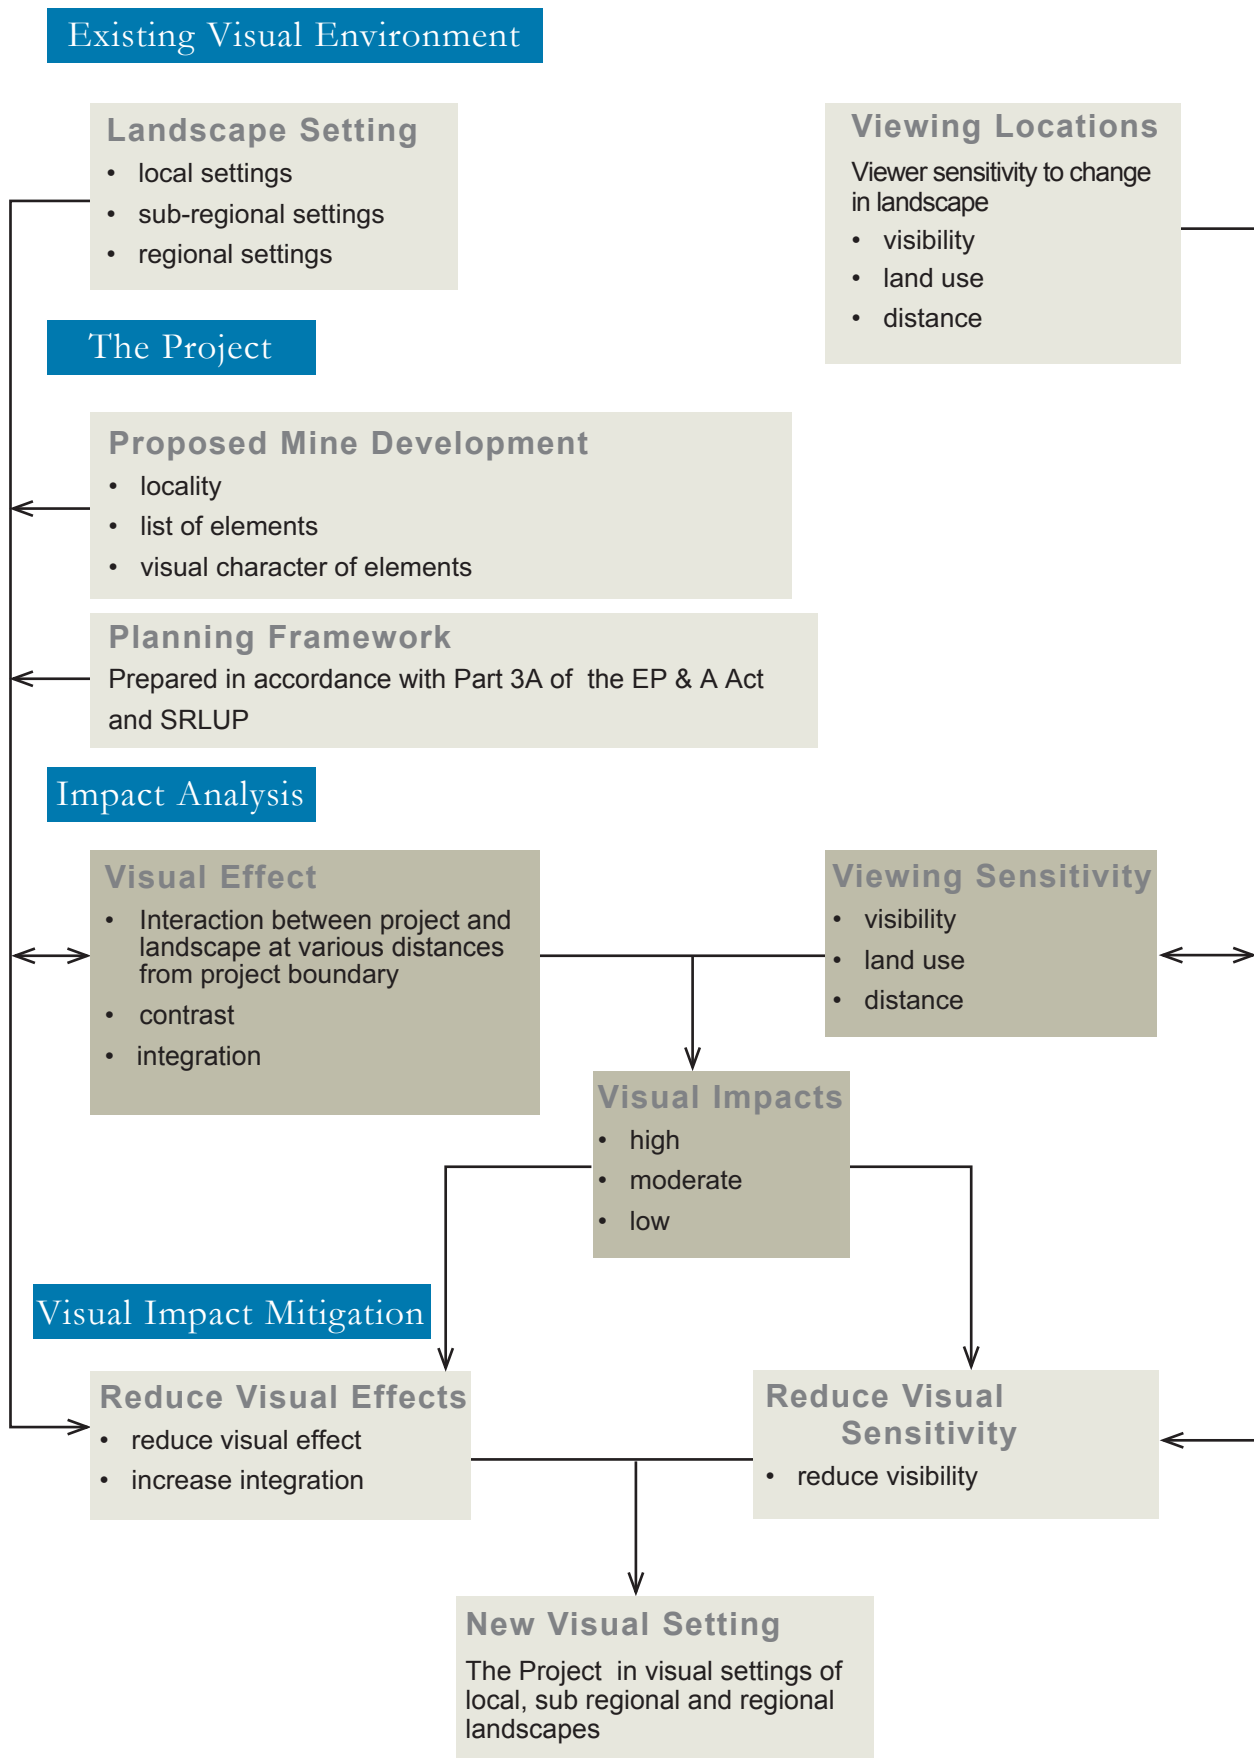 Existing Visual Environment
Landscape Setting
• local settings
• sub-regional settings
• regional settings
Viewing Locations
Viewer sensitivity to change
in landscape
• visibility
• land use
• distance
The Project
Proposed Mine Development
• locality
• list of elements
• visual character of elements
Planning Framework
Prepared in accordance with Part 3A of the EP & A Act
and SRLUP
Impact Analysis
Visual Effect
• Interaction between project and
landscape at various distances
from project boundary
• contrast
• integration
Viewing Sensitivity
• visibility
• land use
• distance
Visual Impacts
• high
• moderate
• low
Visual Impact Mitigation
Reduce Visual Effects
• reduce visual effect
• increase integration
Reduce Visual
Sensitivity
• reduce visibility
New Visual Setting
The Project in visual settings of
local, sub regional and regional
landscapes